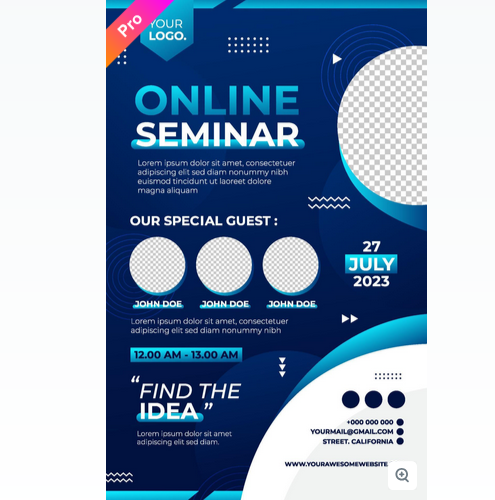 Pro
YOUR
LOGO.
ONLINE
SEMINAR
Lorem ipsum dolor sit amet, consectetuer
adipiscing elit, sed diam nonummy nibh
euismod tincidunt ut laoreet dolore
magna aliquam
OUR SPECIAL GUEST :
JOHN DOE JOHN DOE JOHN DOE
27
JULY
2023
Lorem ipsum dolor sit amet, consectetuer
adipiscing elit, sed diam nonummy nibh
12.00 AM - 13.00 AM
“FIND THE
IDEA”
Lorem ipsum dolor sit amet,
consectetuer adipiscing
elit, sed diam.
+000 000 000
YOURMAIL@GMAIL.COM
STREET. CALIFORNIA
WWW.YOURAWESOMEWEBSITE